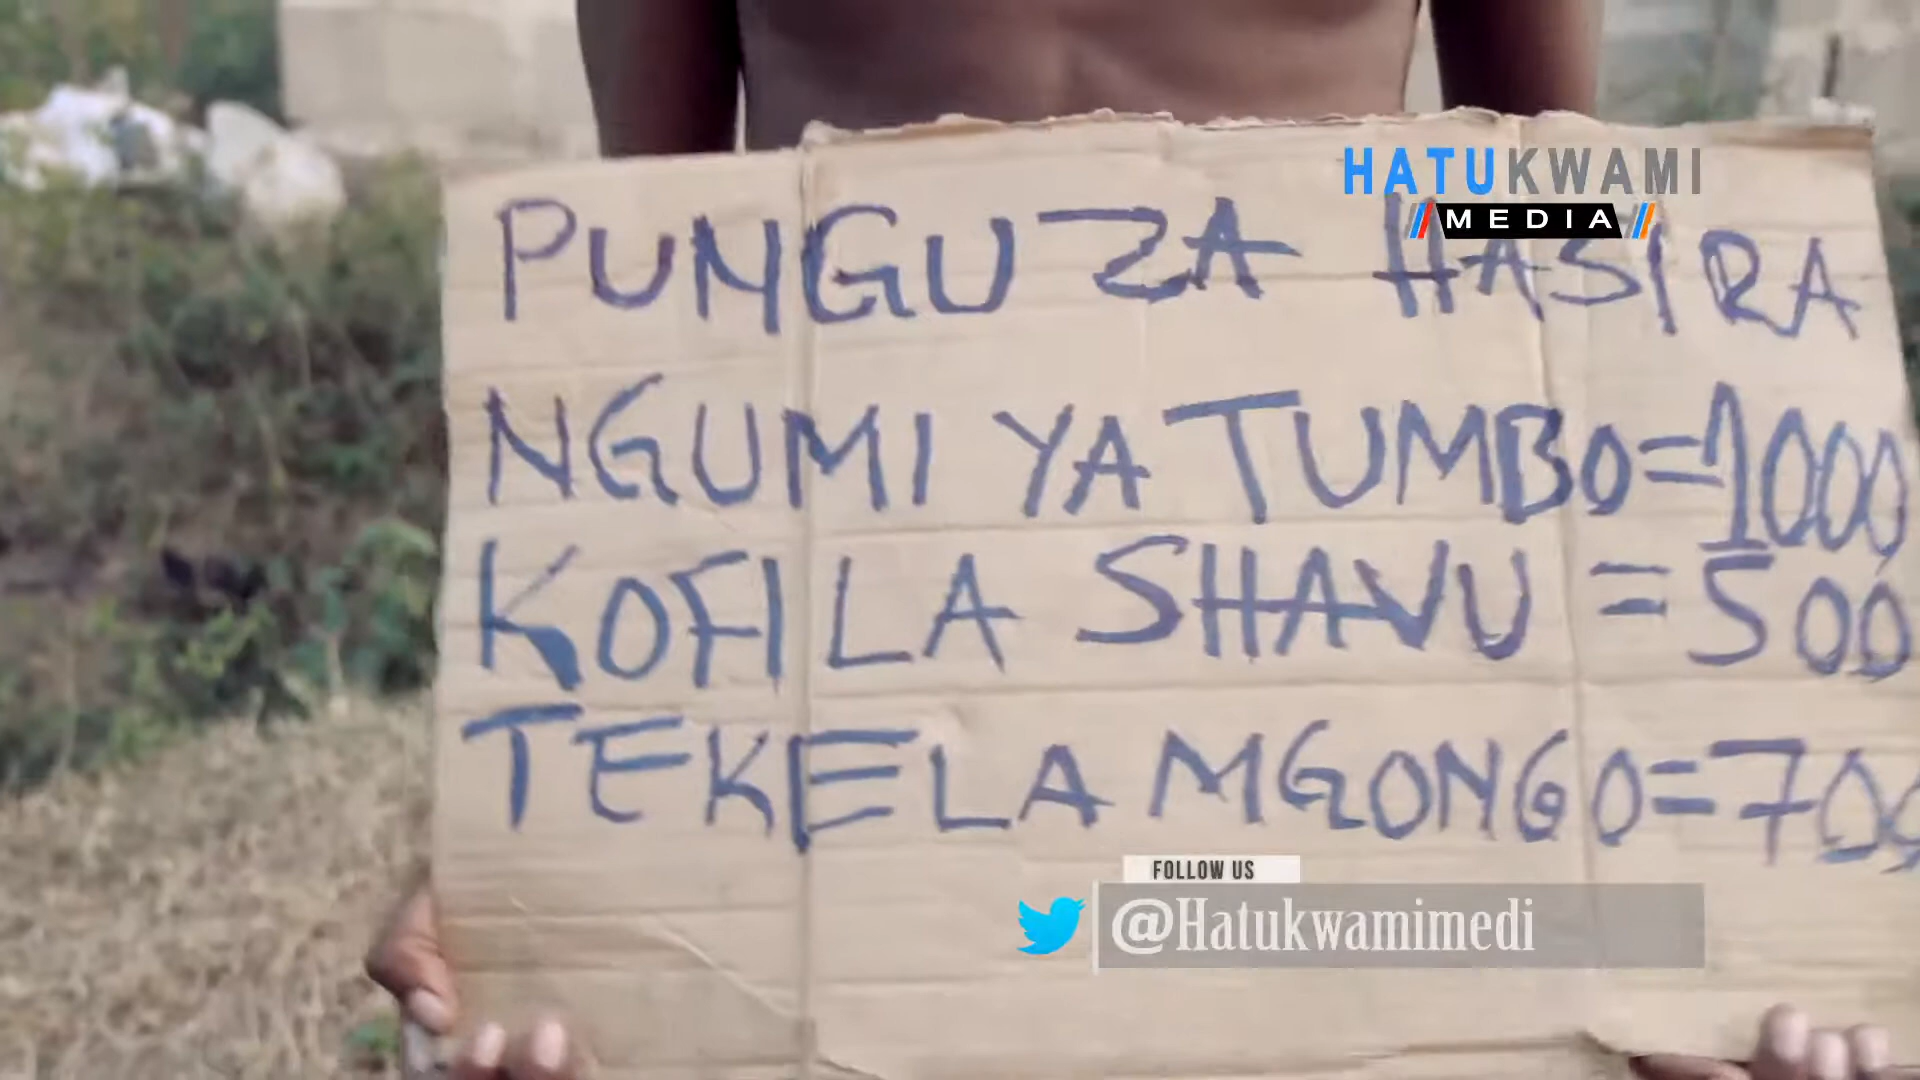 HATUKWAMI
MEDIA
PUNGUZA HASIRA
NGUMI YA TUMBO=1000
KOFI LA SHAVU = 500
TEKE LA MGONGO=700
FOLLOW US
@Hatukwamimedi